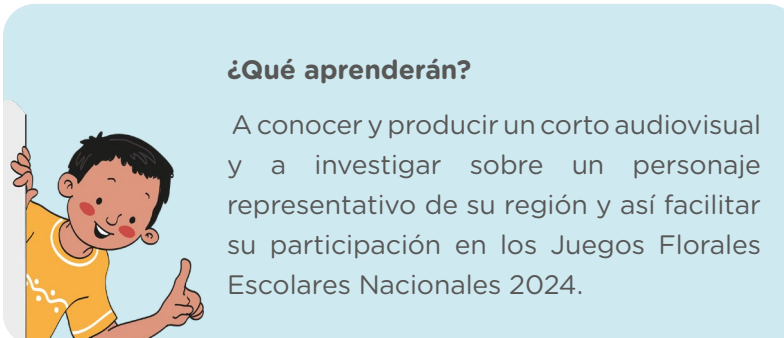 ¿Qué aprenderán?
A conocer y producir un corto audiovisual
y a investigar sobre un personaje
representativo de su región y así facilitar
su participación en los Juegos Florales
Escolares Nacionales 2024.